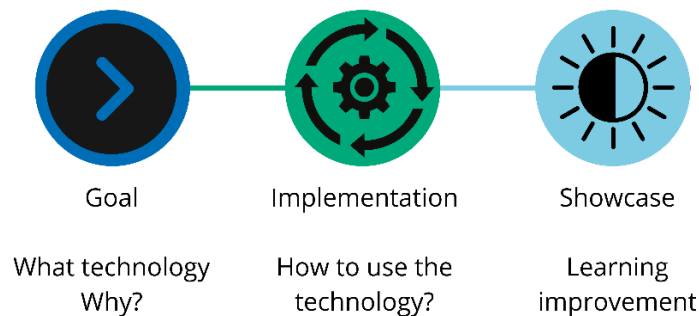 Goal
Implementation
Showcase
What technology
Why?
How to use the
technology?
Learning
improvement